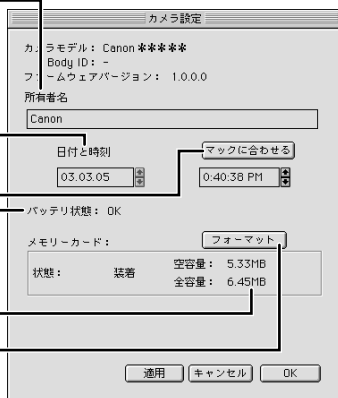 カメラ設定
カメラモデル： Canon ✱✱✱✱✱
Body ID： -
ファームウェアバージョン： 1.0.0.0
所有者名
Canon
日付と時刻 マックに合わせる
03.03.05 0:40:38 PM
バッテリ状態： OK
メモリーカード： フォーマット
状態： 装着 空容量： 5.33MB
全容量： 6.45MB
適用 キャンセル OK